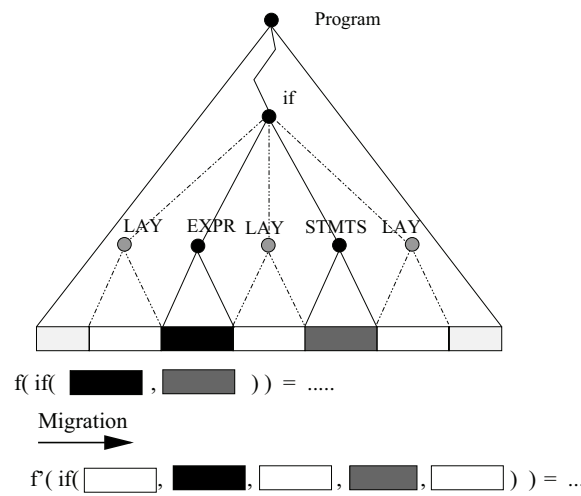 Program
if
LAY EXPR LAY STMTS LAY
f( if( , ) ) = .....
Migration
f'( if( , , , , ) ) = ...